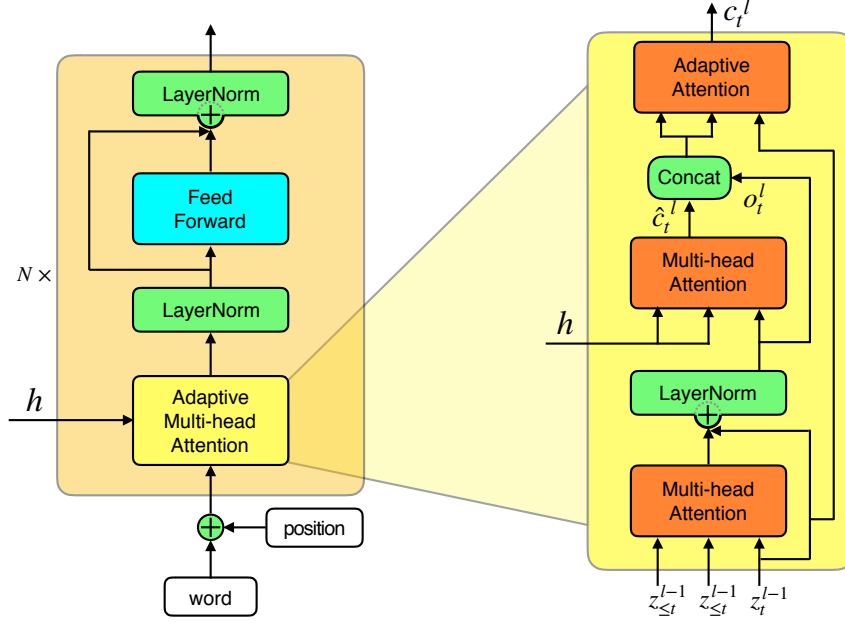 LayerNorm
Feed
Forward
N ×
LayerNorm
h
Adaptive
Multi-head
Attention
position
word
c_t^l
Adaptive
Attention
Concat
o_t^l
ĉ_t^l
Multi-head
Attention
h
LayerNorm
Multi-head
Attention
z_{≤t}^{l−1} z_{≤t}^{l−1} z_t^{l−1}